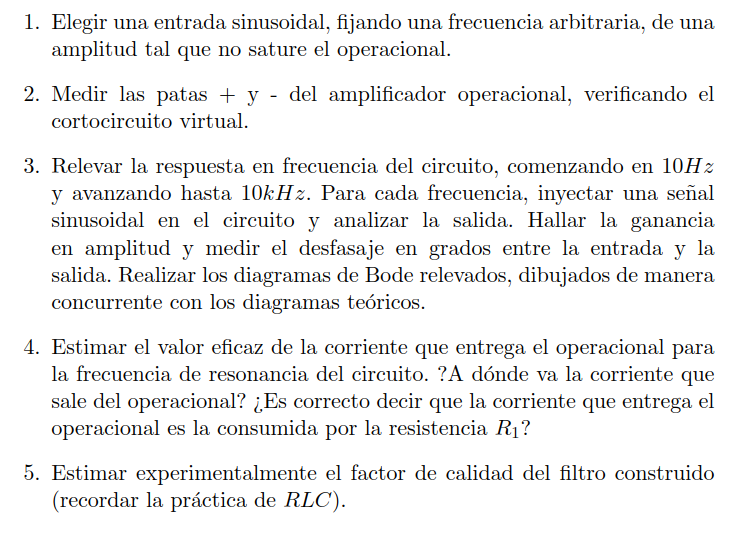 1. Elegir una entrada sinusoidal, fijando una frecuencia arbitraria, de una
amplitud tal que no sature el operacional.
2. Medir las patas + y - del amplificador operacional, verificando el
cortocircuito virtual.
3. Relevar la respuesta en frecuencia del circuito, comenzando en 10Hz
y avanzando hasta 10kHz. Para cada frecuencia, inyectar una señal
sinusoidal en el circuito y analizar la salida. Hallar la ganancia
en amplitud y medir el desfasaje en grados entre la entrada y la
salida. Realizar los diagramas de Bode relevados, dibujados de manera
concurrente con los diagramas teóricos.
4. Estimar el valor eficaz de la corriente que entrega el operacional para
la frecuencia de resonancia del circuito. ?A dónde va la corriente que
sale del operacional? ¿Es correcto decir que la corriente que entrega el
operacional es la consumida por la resistencia R₁?
5. Estimar experimentalmente el factor de calidad del filtro construido
(recordar la práctica de RLC).